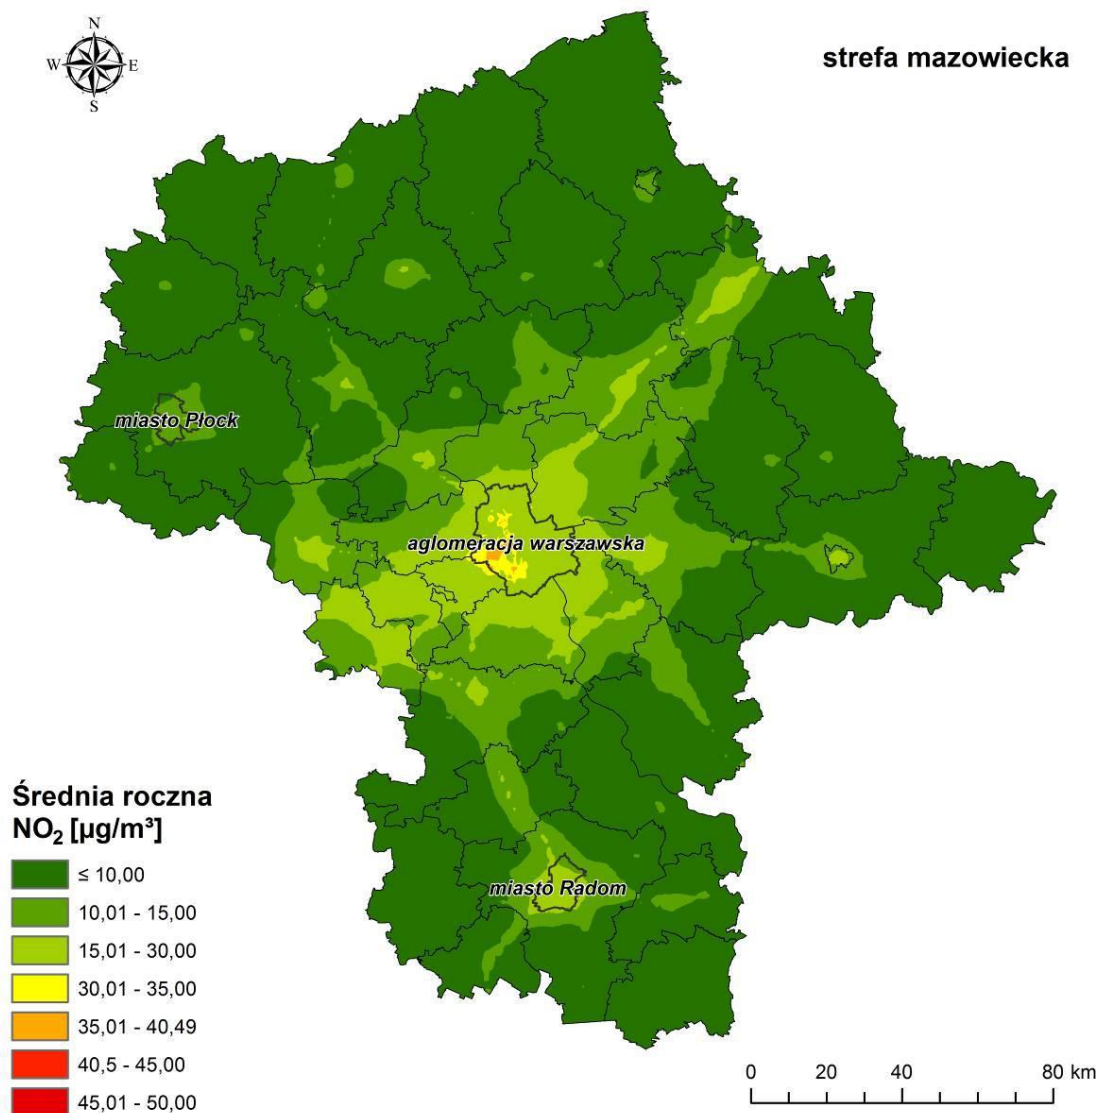 N
W E
S
strefa mazowiecka
miasto Płock
aglomeracja warszawska
miasto Radom
Średnia roczna
NO₂ [µg/m³]
≤ 10,00
10,01 - 15,00
15,01 - 30,00
30,01 - 35,00
35,01 - 40,49
40,5 - 45,00
45,01 - 50,00
0 20 40 80 km